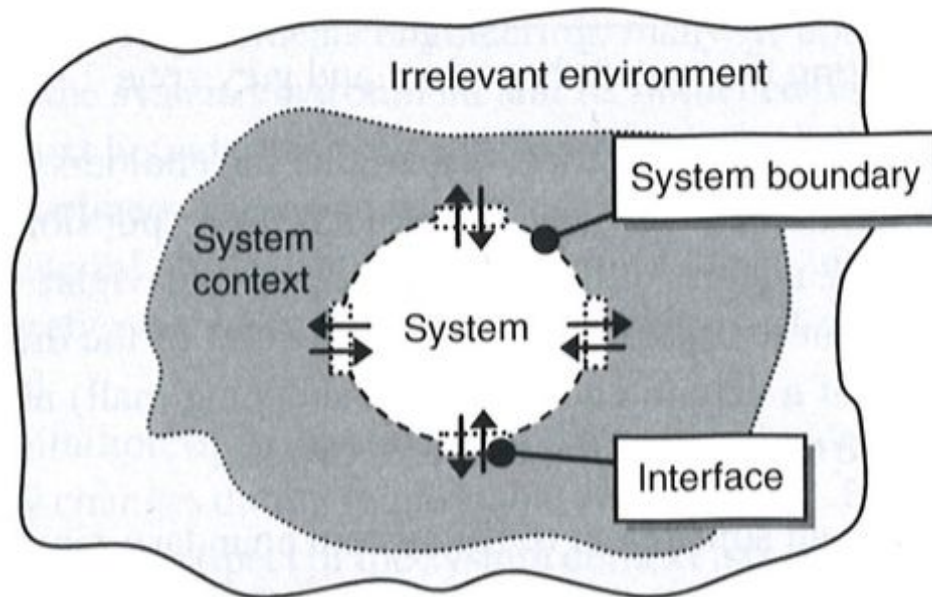 Irrelevant environment
System boundary
System
context
System
Interface